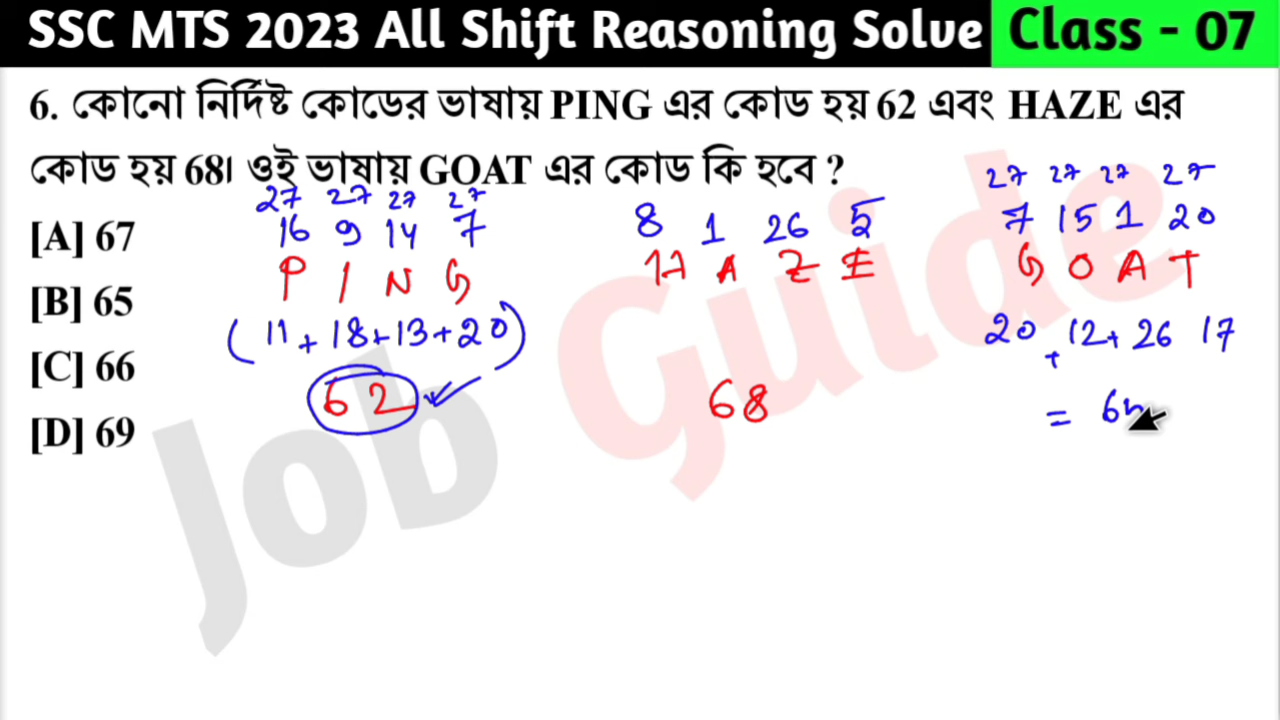 SSC MTS 2023 All Shift Reasoning Solve Class - 07
6. কোনো নির্দিষ্ট কোডের ভাষায় PING এর কোড হয় 62 এবং HAZE এর
কোড হয় 68। ওই ভাষায় GOAT এর কোড কি হবে ?
27 27 27 27
27 27 27 27
[A] 67
16 9 14 7
8 1 26 5
7 15 1 20
P I N G
H A Z E
G O A T
[B] 65
(11 + 18 + 13 + 20)
20 + 12 + 26 17
[C] 66
62
68
=
[D] 69
Job Guide